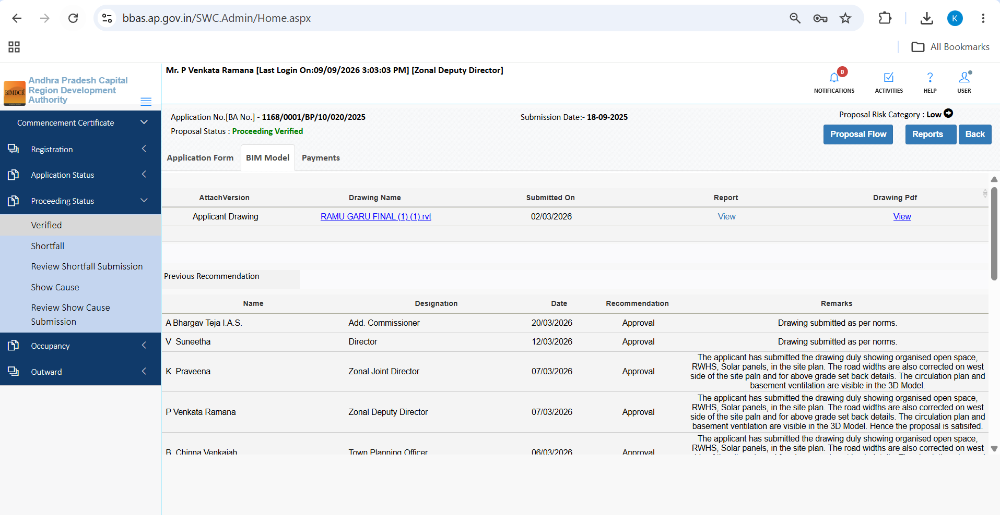 bbas.ap.gov.in/SWC.Admin/Home.aspx
K
All Bookmarks
BIMDCR
Andhra Pradesh Capital
Region Development
Authority
Mr. P Venkata Ramana [Last Login On:09/09/2026 3:03:03 PM] [Zonal Deputy Director]
0
NOTIFICATIONS
ACTIVITIES
HELP
USER
Commencement Certificate
Registration
Application Status
Proceeding Status
Verified
Shortfall
Review Shortfall Submission
Show Cause
Review Show Cause
Submission
Occupancy
Outward
Application No.[BA No.] - 1168/0001/BP/10/020/2025
Submission Date:- 18-09-2025
Proposal Risk Category : Low
Proposal Status : Proceeding Verified
Proposal Flow
Reports
Back
Application Form
BIM Model
Payments
AttachVersion Drawing Name Submitted On Report Drawing Pdf
Applicant Drawing RAMU GARU FINAL (1) (1).rvt 02/03/2026 View View
Previous Recommendation
Name Designation Date Recommendation Remarks
A Bhargav Teja I.A.S. Add. Commissioner 20/03/2026 Approval Drawing submitted as per norms.
V Suneetha Director 12/03/2026 Approval Drawing submitted as per norms.
K Praveena Zonal Joint Director 07/03/2026 Approval
The applicant has submitted the drawing duly showing organised open space,
RWHS, Solar panels, in the site plan. The road widths are also corrected on west
side of the site paln and for above grade set back details. The circulation plan and
basement ventilation are visible in the 3D Model.
P Venkata Ramana Zonal Deputy Director 07/03/2026 Approval
The applicant has submitted the drawing duly showing organised open space,
RWHS, Solar panels, in the site plan. The road widths are also corrected on west
side of the site paln and for above grade set back details. The circulation plan and
basement ventilation are visible in the 3D Model. Hence the proposal is satisifed.
B Chinna Venkaiah Town Planning Officer 06/03/2026 Approval
The applicant has submitted the drawing duly showing organised open space,
RWHS, Solar panels, in the site plan. The road widths are also corrected on west